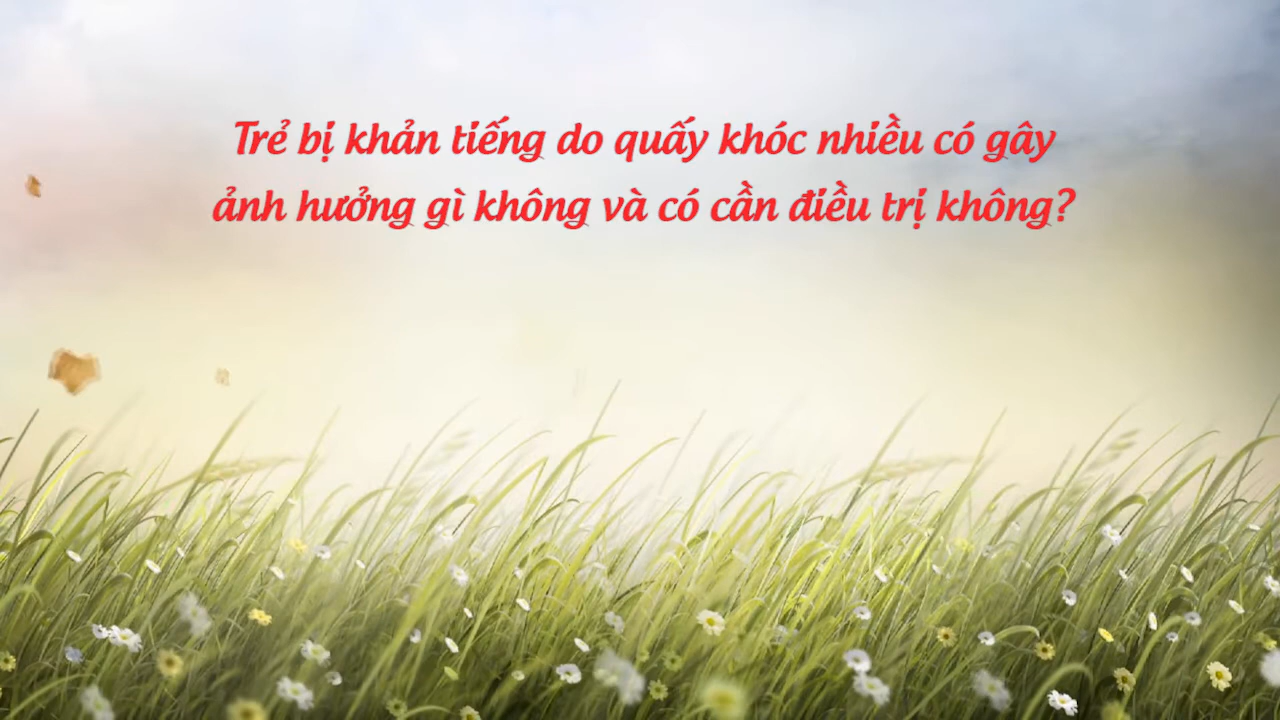 Trẻ bị khản tiếng do quấy khóc nhiều có gây
ảnh hưởng gì không và có cần điều trị không?